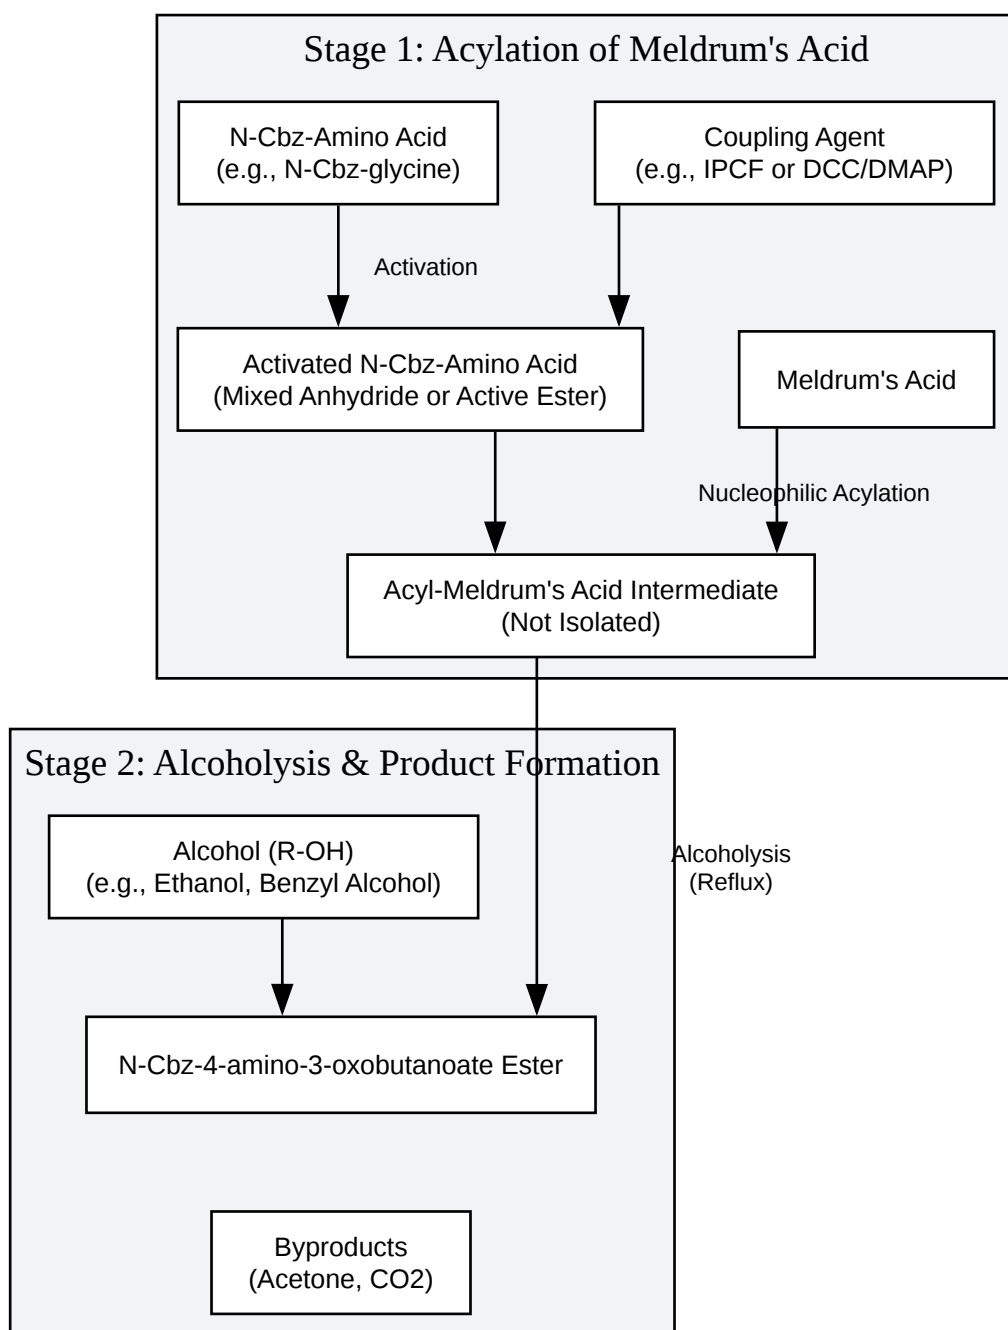 Stage 1: Acylation of Meldrum's Acid
N-Cbz-Amino Acid
(e.g., N-Cbz-glycine)
Coupling Agent
(e.g., IPCF or DCC/DMAP)
Activation
Activated N-Cbz-Amino Acid
(Mixed Anhydride or Active Ester)
Meldrum's Acid
Nucleophilic Acylation
Acyl-Meldrum's Acid Intermediate
(Not Isolated)
Stage 2: Alcoholysis & Product Formation
Alcohol (R-OH)
(e.g., Ethanol, Benzyl Alcohol)
Alcoholysis
(Reflux)
N-Cbz-4-amino-3-oxobutanoate Ester
Byproducts
(Acetone, CO2)